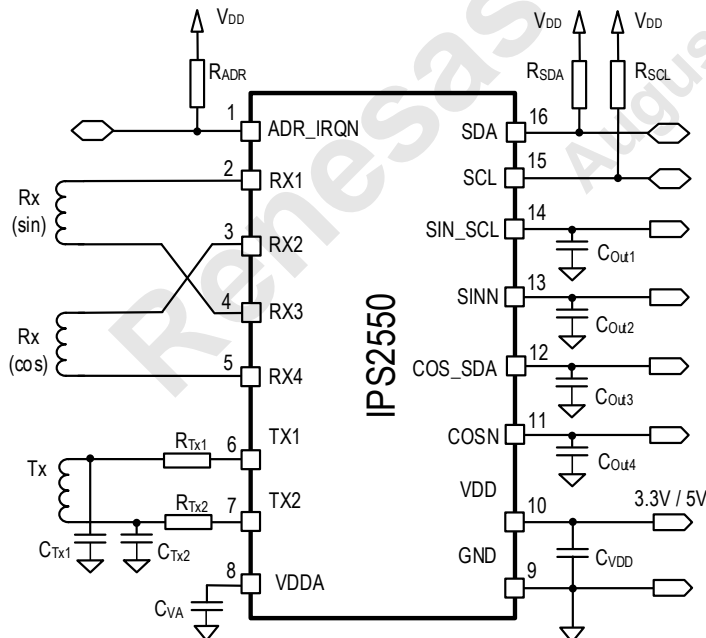 VDD
VDD
VDD
RADR
RSDA
RSCL
1
ADR_IRQN
SDA
16
2
RX1
SCL
15
Rx
(sin)
14
SIN_SCL
COut1
3
RX2
13
SINN
COut2
4
RX3
IPS2550
12
COS_SDA
COut3
Rx
(cos)
5
RX4
11
COSN
COut4
RTx1
6
TX1
Tx
VDD
10
3.3V / 5V
RTx2
7
TX2
CTx1
CTx2
CVDD
GND
9
8
VDDA
CVA
Renesas
Augus